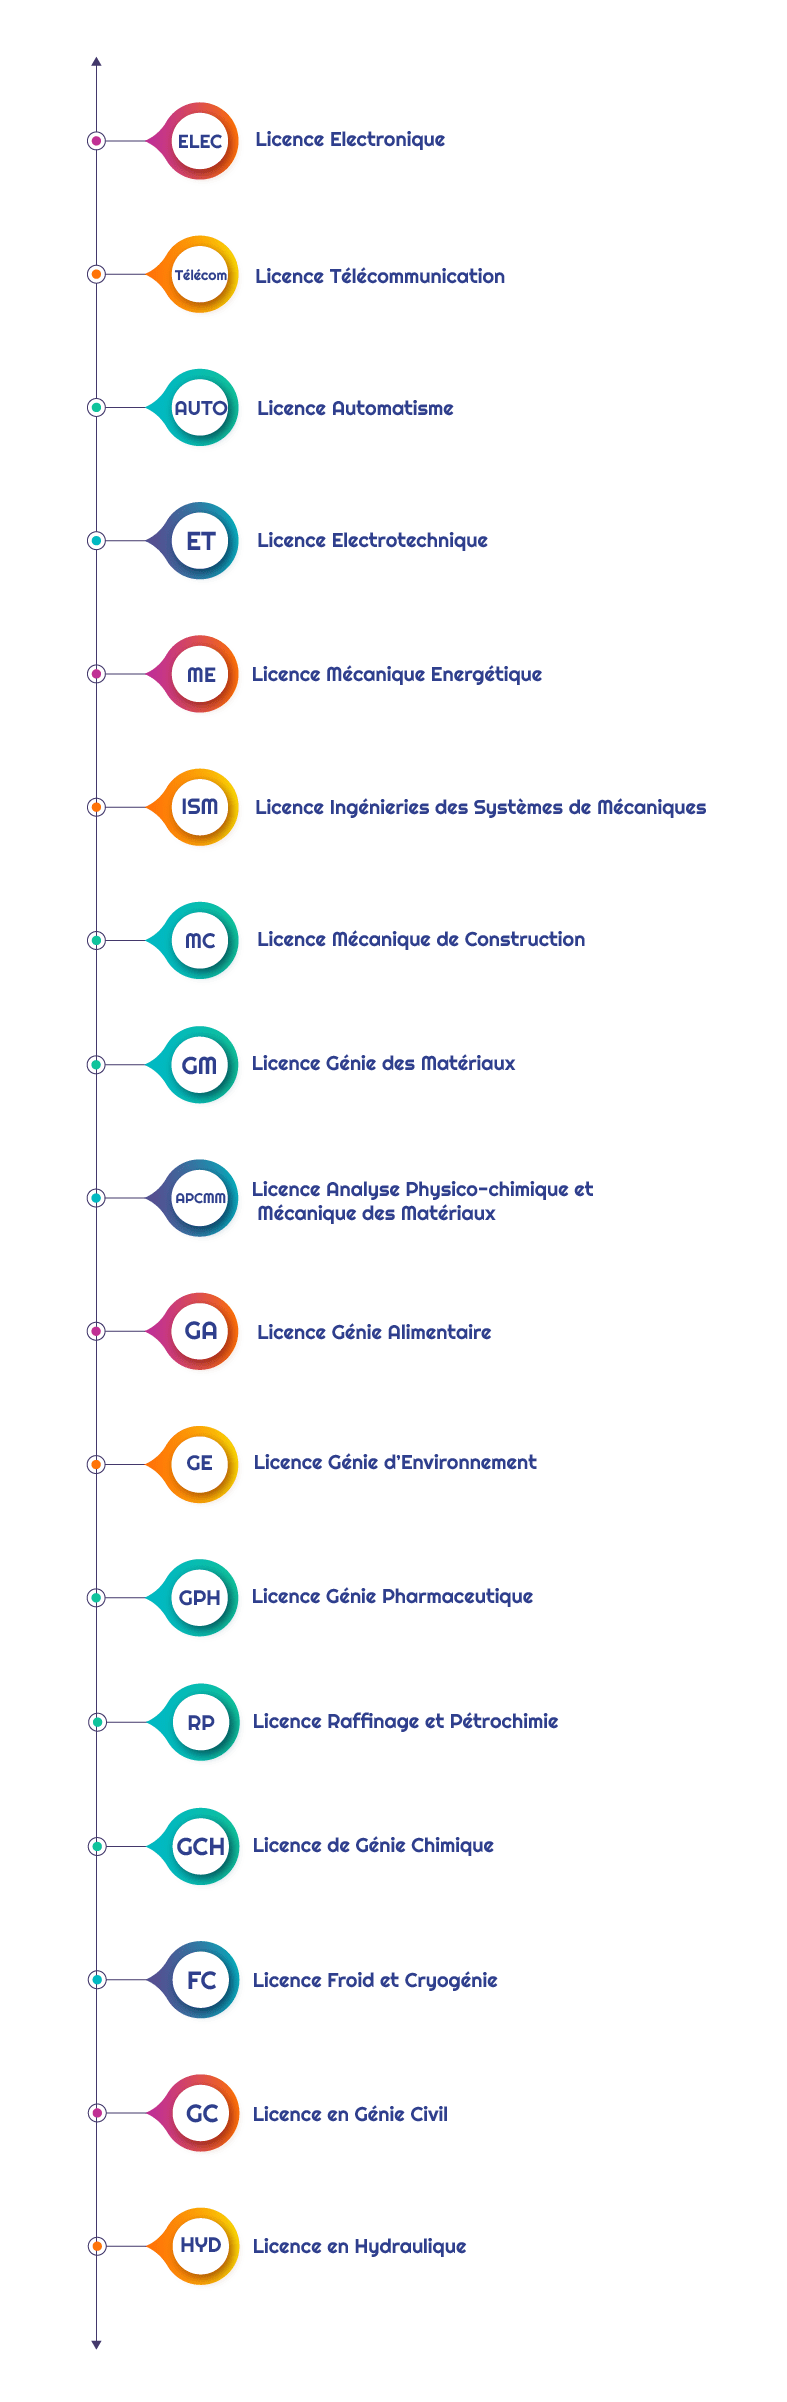 ELEC Licence Electronique
Télécom Licence Télécommunication
AUTO Licence Automatisme
ET Licence Electrotechnique
ME Licence Mécanique Energétique
ISM Licence Ingénieries des Systèmes de Mécaniques
MC Licence Mécanique de Construction
GM Licence Génie des Matériaux
APCMM Licence Analyse Physico-chimique et
Mécanique des Matériaux
GA Licence Génie Alimentaire
GE Licence Génie d’Environnement
GPH Licence Génie Pharmaceutique
RP Licence Raffinage et Pétrochimie
GCH Licence de Génie Chimique
FC Licence Froid et Cryogénie
GC Licence en Génie Civil
HYD Licence en Hydraulique